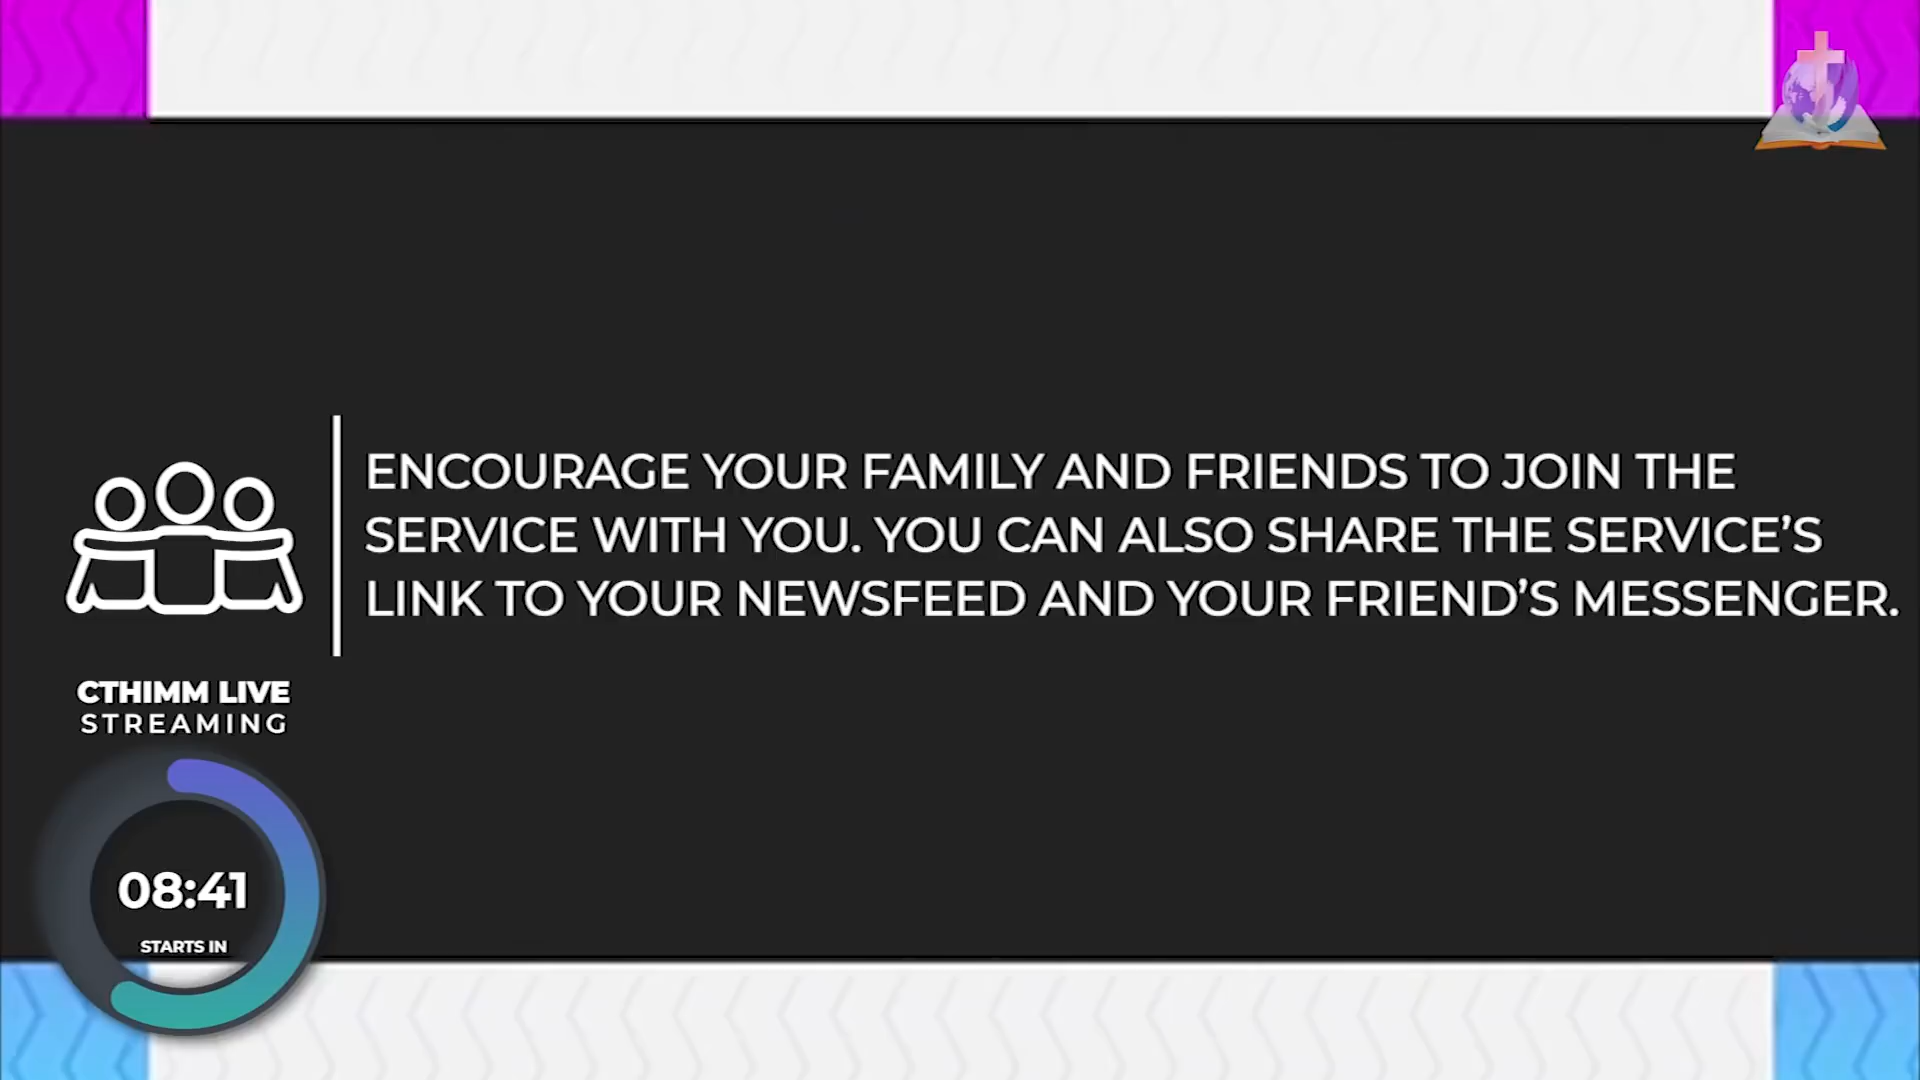 ENCOURAGE YOUR FAMILY AND FRIENDS TO JOIN THE
SERVICE WITH YOU. YOU CAN ALSO SHARE THE SERVICE’S
LINK TO YOUR NEWSFEED AND YOUR FRIEND’S MESSENGER.
CTHIMM LIVE
STREAMING
08:41
STARTS IN